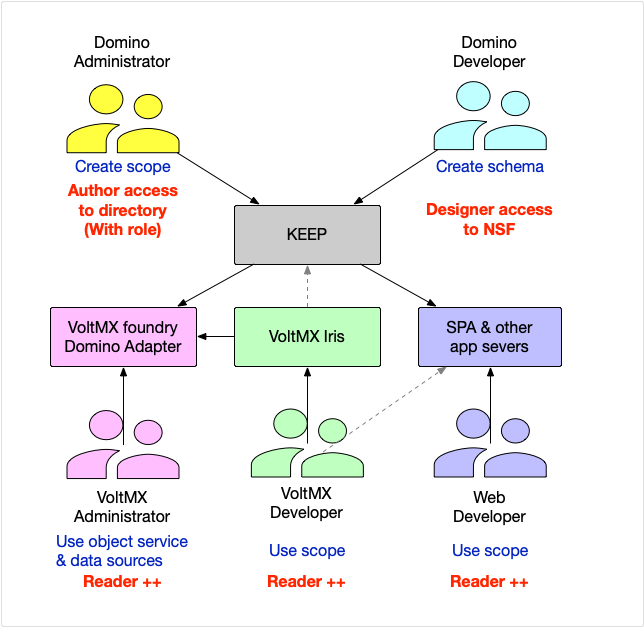 Domino
Administrator
Domino
Developer
Create scope
Create schema
Author access
to directory
(With role)
Designer access
to NSF
KEEP
VoltMX foundry
Domino Adapter
VoltMX Iris
SPA & other
app severs
VoltMX
Administrator
VoltMX
Developer
Web
Developer
Use object service
& data sources
Use scope
Use scope
Reader ++
Reader ++
Reader ++